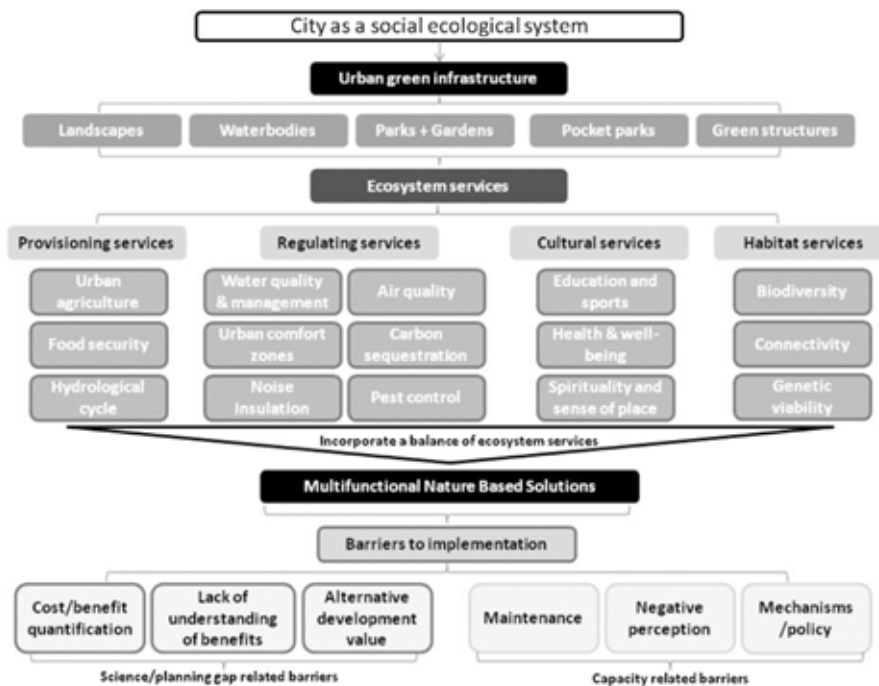 City as a social ecological system
Urban green infrastructure
Landscapes
Waterbodies
Parks + Gardens
Pocket parks
Green structures
Ecosystem services
Provisioning services
Regulating services
Cultural services
Habitat services
Urban
agriculture
Water quality
& management
Air quality
Education and
sports
Biodiversity
Food security
Urban comfort
zones
Carbon
sequestration
Health & well-
being
Connectivity
Hydrological
cycle
Noise
insulation
Pest control
Spirituality and
sense of place
Genetic
viability
Incorporate a balance of ecosystem services
Multifunctional Nature Based Solutions
Barriers to implementation
Cost/benefit
quantification
Lack of
understanding
of benefits
Alternative
development
value
Maintenance
Negative
perception
Mechanisms
/policy
Science/planning gap related barriers
Capacity related barriers